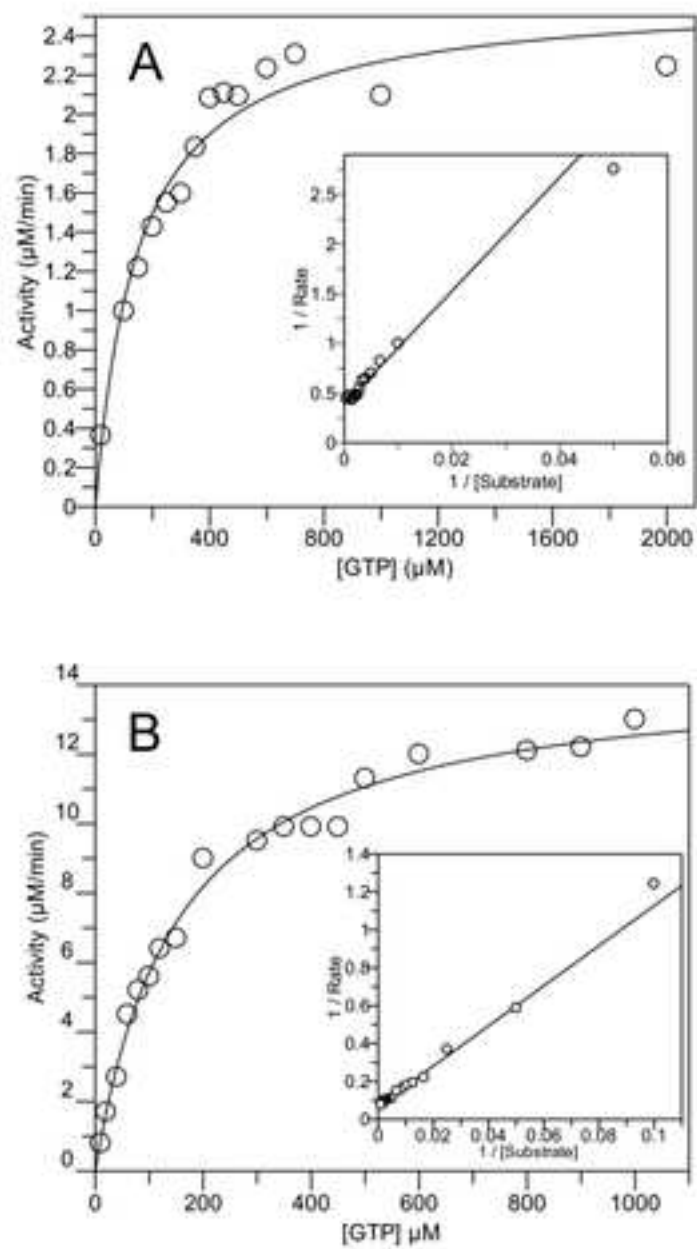 A
2.4
2.2
2
1.8
1.6
1.4
1.2
1
0.8
0.6
0.4
0.2
0
Activity (µM/min)
0 400 800 1200 1600 2000
[GTP] (µM)
2.5
2
1.5
1
0.5
0
1 / Rate
0 0.02 0.04 0.06
1 / [Substrate]
B
14
12
10
8
6
4
2
0
Activity (µM/min)
0 200 400 600 800 1000
[GTP] µM
1.4
1.2
1
0.8
0.6
0.4
0.2
0
1 / Rate
0 0.02 0.04 0.06 0.08 0.1
1 / [Substrate]